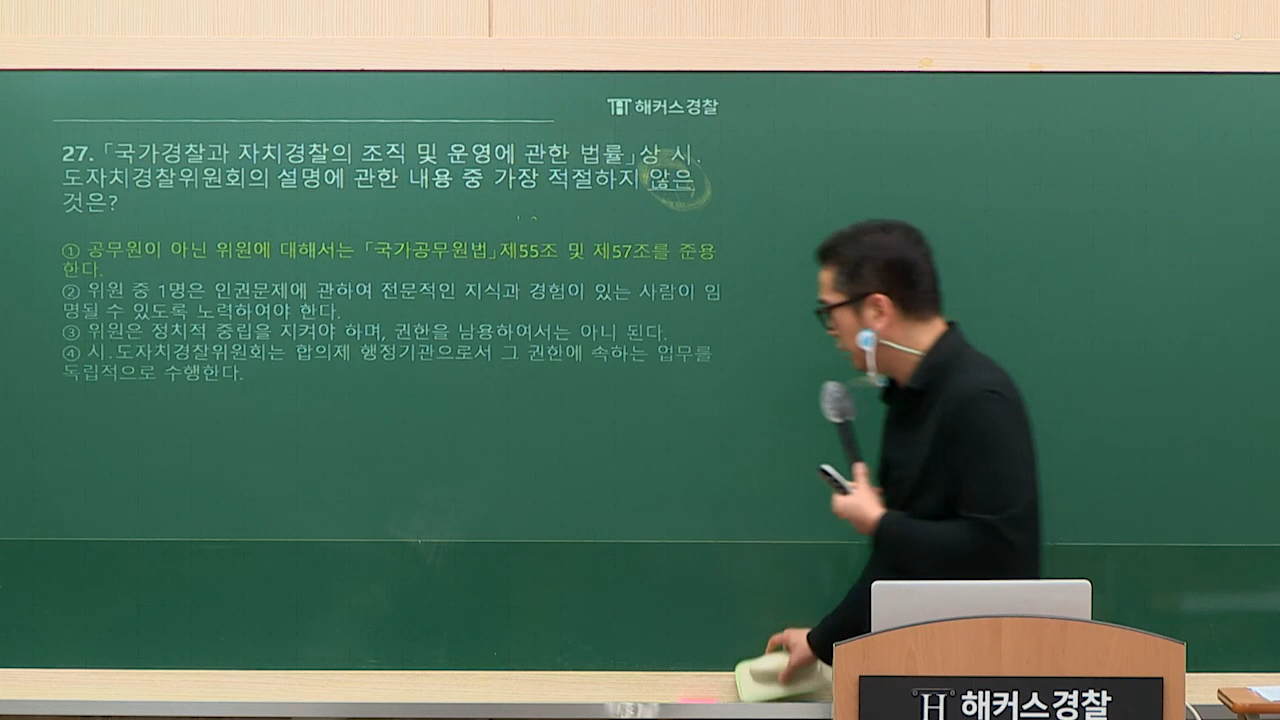 해커스경찰
27.「국가경찰과 자치경찰의 조직 및 운영에 관한 법률」상 시.
도자치경찰위원회의 설명에 관한 내용 중 가장 적절하지 않은
것은?
① 공무원이 아닌 위원에 대해서는 「국가공무원법」제55조 및 제57조를 준용
한다.
② 위원 중 1명은 인권문제에 관하여 전문적인 지식과 경험이 있는 사람이 임
명될 수 있도록 노력하여야 한다.
③ 위원은 정치적 중립을 지켜야 하며, 권한을 남용하여서는 아니 된다.
④ 시.도자치경찰위원회는 합의제 행정기관으로서 그 권한에 속하는 업무를
독립적으로 수행한다.
H 해커스경찰